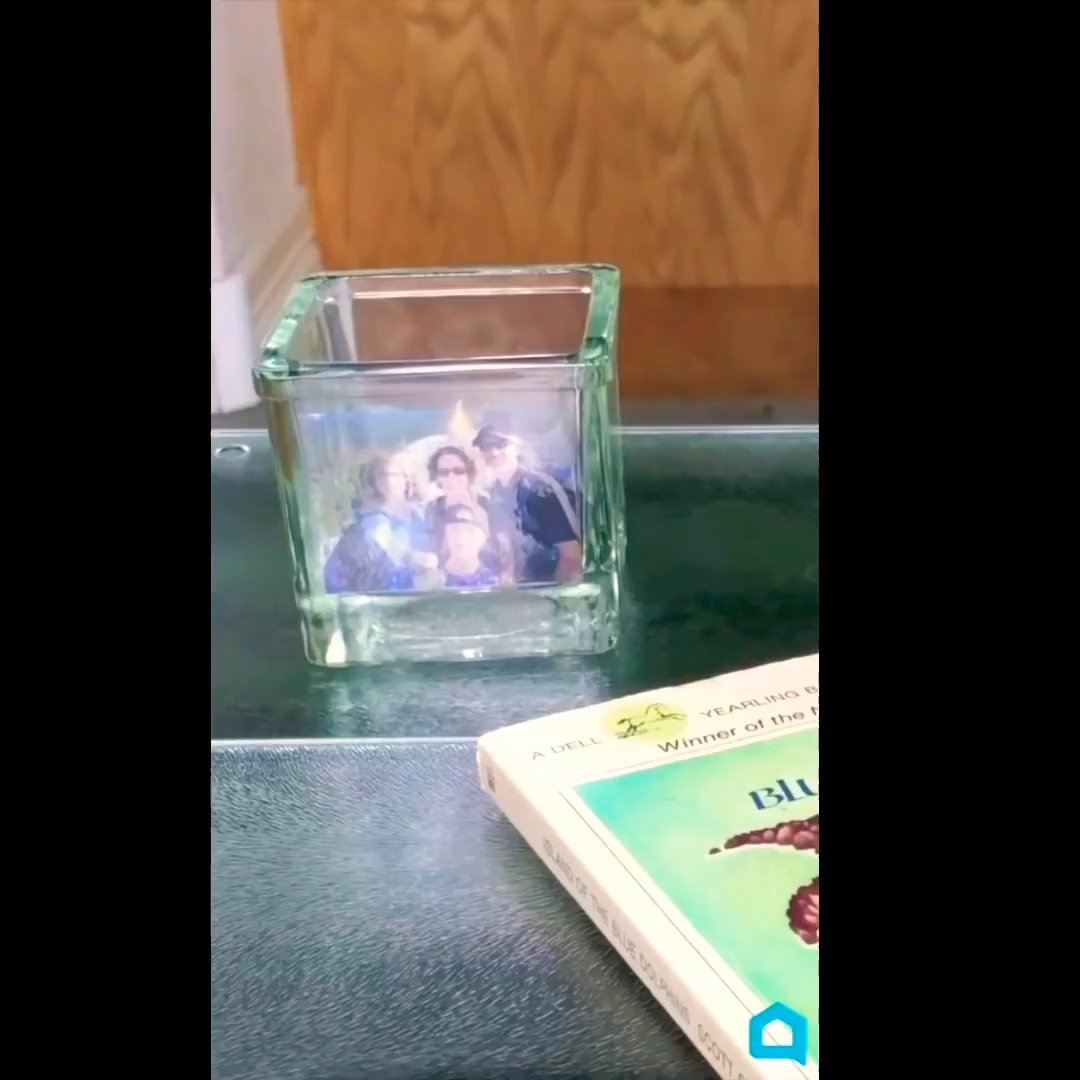 A DELL YEARLING B
Winner of the N
BLU
ISLAND OF THE BLUE DOLPHINS SCOTT